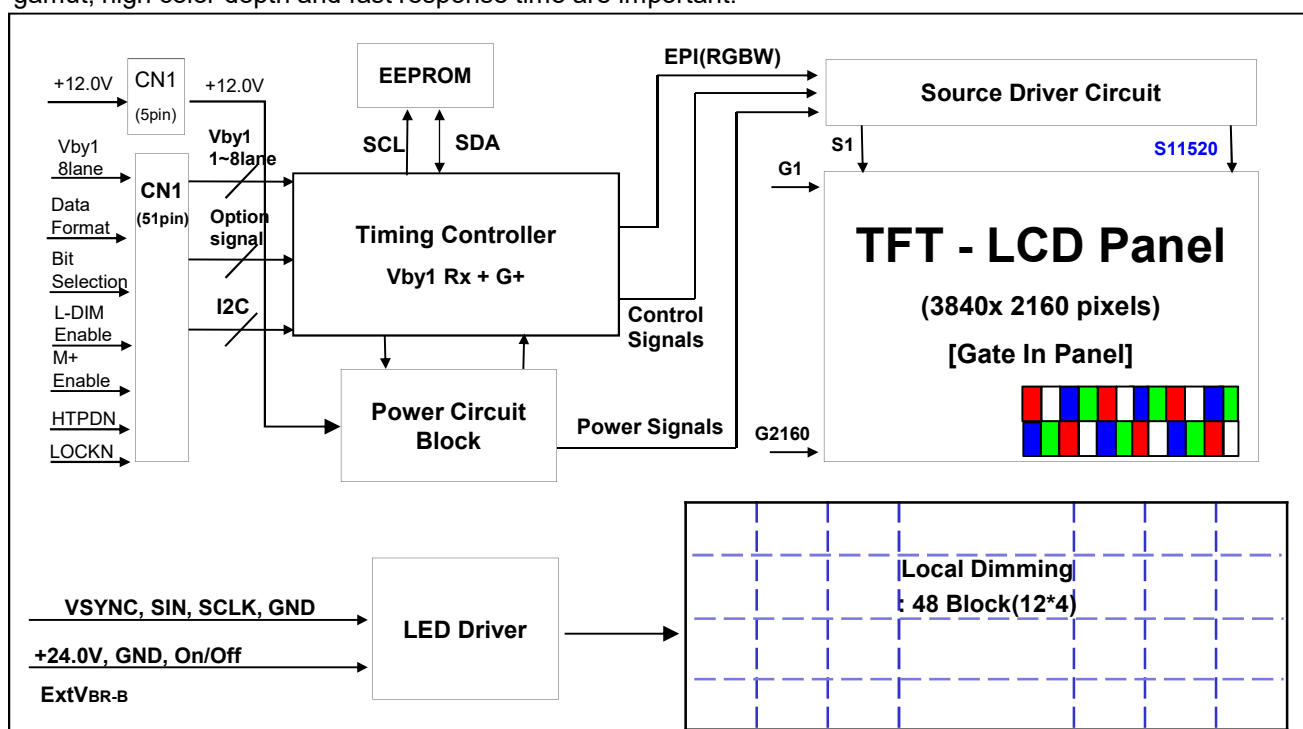 gamut, high color depth and fast response time are important.
+12.0V
CN1
(5pin)
+12.0V
EEPROM
SCL
SDA
EPI(RGBW)
Source Driver Circuit
S1
S11520
G1
Vby1
8lane
Data
Format
Bit
Selection
L-DIM
Enable
M+
Enable
HTPDN
LOCKN
CN1
(51pin)
Vby1
1~8lane
Option
signal
I2C
Timing Controller
Vby1 Rx + G+
Control
Signals
Power Circuit
Block
Power Signals
TFT - LCD Panel
(3840x 2160 pixels)
[Gate In Panel]
G2160
VSYNC, SIN, SCLK, GND
+24.0V, GND, On/Off
ExtVBR-B
LED Driver
Local Dimming
: 48 Block(12*4)